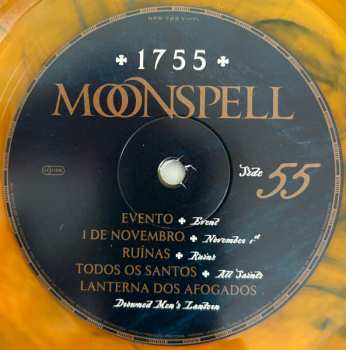 ✠ 1755 ✠
MOONSPELL
Side 55
EVENTO ✠ Event
1 DE NOVEMBRO ✠ November 1st
RUÍNAS ✠ Ruins
TODOS OS SANTOS ✠ All Saints
LANTERNA DOS AFOGADOS
Drowned Men's Lantern